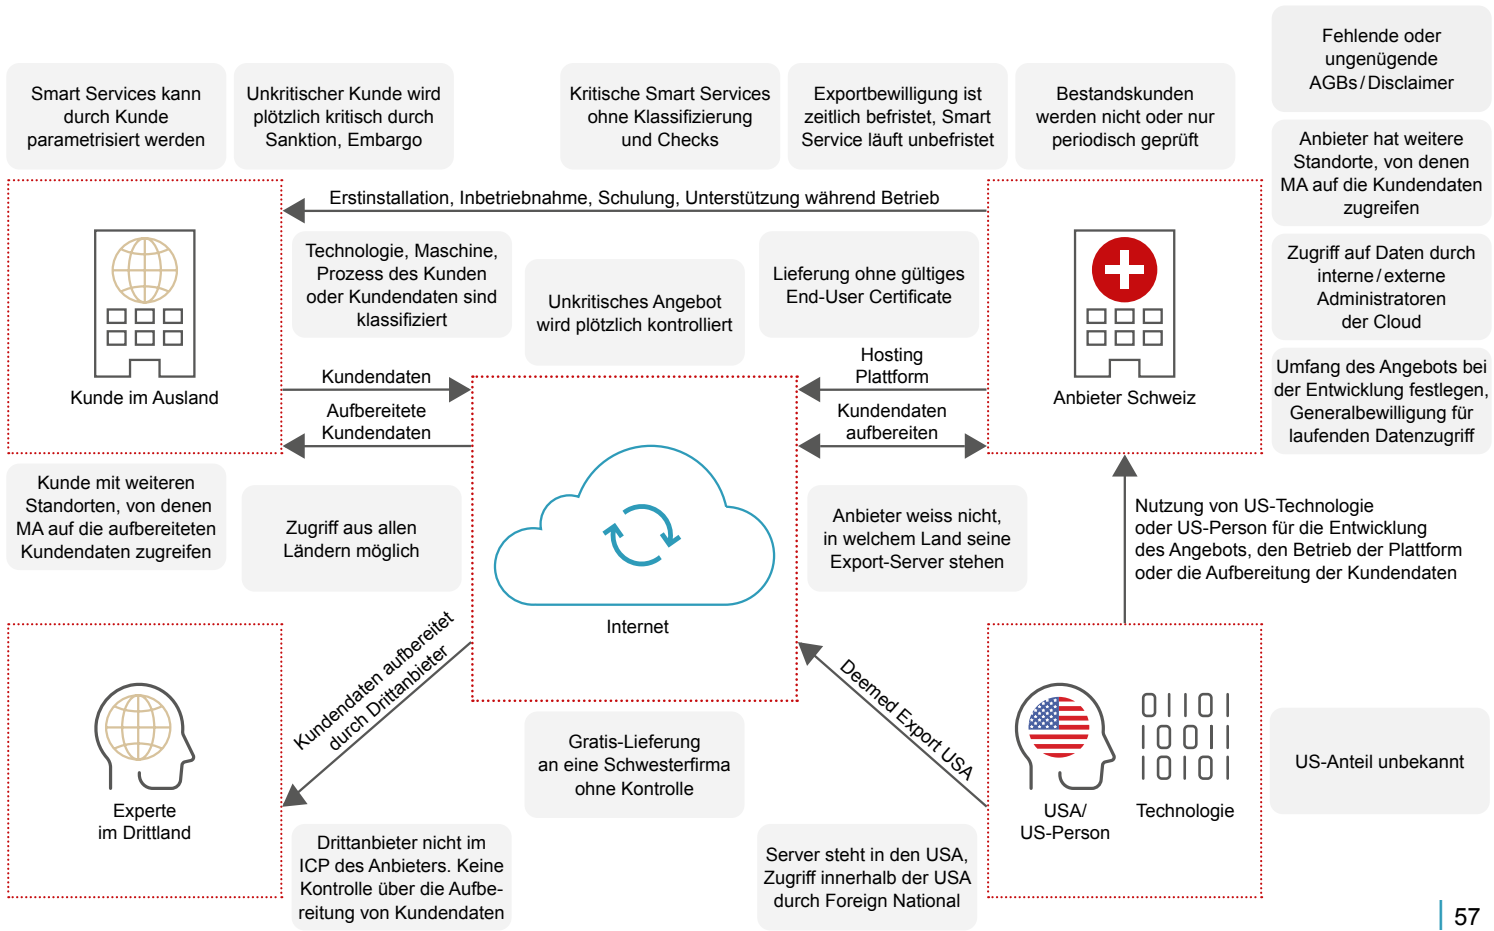 Fehlende oder
ungenügende
AGBs/Disclaimer
Smart Services kann
durch Kunde
parametrisiert werden
Unkritischer Kunde wird
plötzlich kritisch durch
Sanktion, Embargo
Kritische Smart Services
ohne Klassifizierung
und Checks
Exportbewilligung ist
zeitlich befristet, Smart
Service läuft unbefristet
Bestandskunden
werden nicht oder nur
periodisch geprüft
Anbieter hat weitere
Standorte, von denen
MA auf die Kundendaten
zugreifen
Erstinstallation, Inbetriebnahme, Schulung, Unterstützung während Betrieb
Technologie, Maschine,
Prozess des Kunden
oder Kundendaten sind
klassifiziert
Unkritisches Angebot
wird plötzlich kontrolliert
Lieferung ohne gültiges
End-User Certificate
Zugriff auf Daten durch
interne/externe
Administratoren
der Cloud
Kunde im Ausland
Kundendaten
Aufbereitete
Kundendaten
Hosting
Plattform
Kundendaten
aufbereiten
Anbieter Schweiz
Umfang des Angebots bei
der Entwicklung festlegen,
Generalbewilligung für
laufenden Datenzugriff
Kunde mit weiteren
Standorten, von denen
MA auf die aufbereiteten
Kundendaten zugreifen
Zugriff aus allen
Ländern möglich
Internet
Anbieter weiss nicht,
in welchem Land seine
Export-Server stehen
Nutzung von US-Technologie
oder US-Person für die Entwicklung
des Angebots, den Betrieb der Plattform
oder die Aufbereitung der Kundendaten
Experte
im Drittland
Kundendaten aufbereitet
durch Drittanbieter
Gratis-Lieferung
an eine Schwesterfirma
ohne Kontrolle
Deemed Export USA
01101
10011
10101
USA/
US-Person
Technologie
US-Anteil unbekannt
Drittanbieter nicht im
ICP des Anbieters. Keine
Kontrolle über die Aufbe-
reitung von Kundendaten
Server steht in den USA,
Zugriff innerhalb der USA
durch Foreign National
57